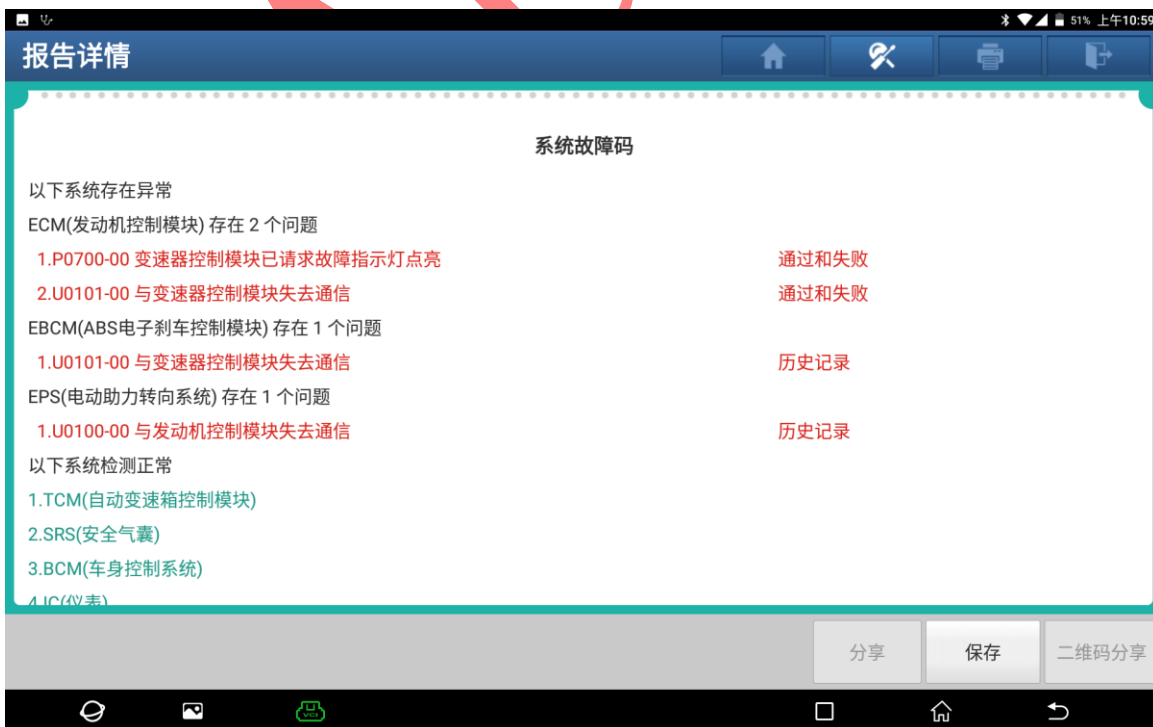 51% 上午10:59
报告详情
系统故障码
以下系统存在异常
ECM(发动机控制模块) 存在 2 个问题
1.P0700-00 变速器控制模块已请求故障指示灯点亮 通过和失败
2.U0101-00 与变速器控制模块失去通信 通过和失败
EBCM(ABS电子刹车控制模块) 存在 1 个问题
1.U0101-00 与变速器控制模块失去通信 历史记录
EPS(电动助力转向系统) 存在 1 个问题
1.U0100-00 与发动机控制模块失去通信 历史记录
以下系统检测正常
1.TCM(自动变速箱控制模块)
2.SRS(安全气囊)
3.BCM(车身控制系统)
4.IC(仪表)
分享 保存 二维码分享
VCI